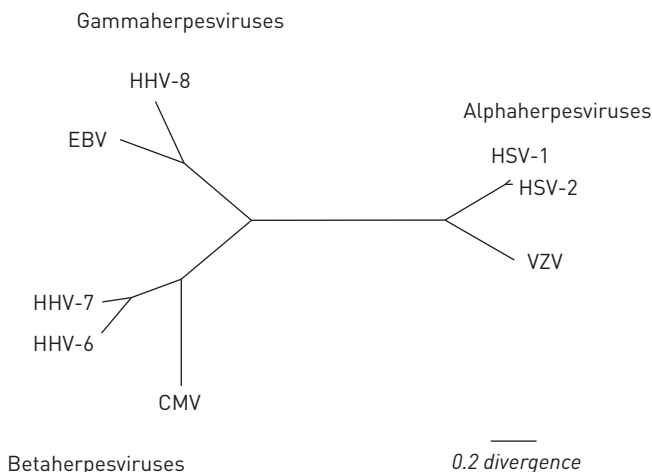 Gammaherpesviruses
HHV-8
Alphaherpesviruses
EBV
HSV-1
HSV-2
VZV
HHV-7
HHV-6
CMV
Betaherpesviruses
0.2 divergence